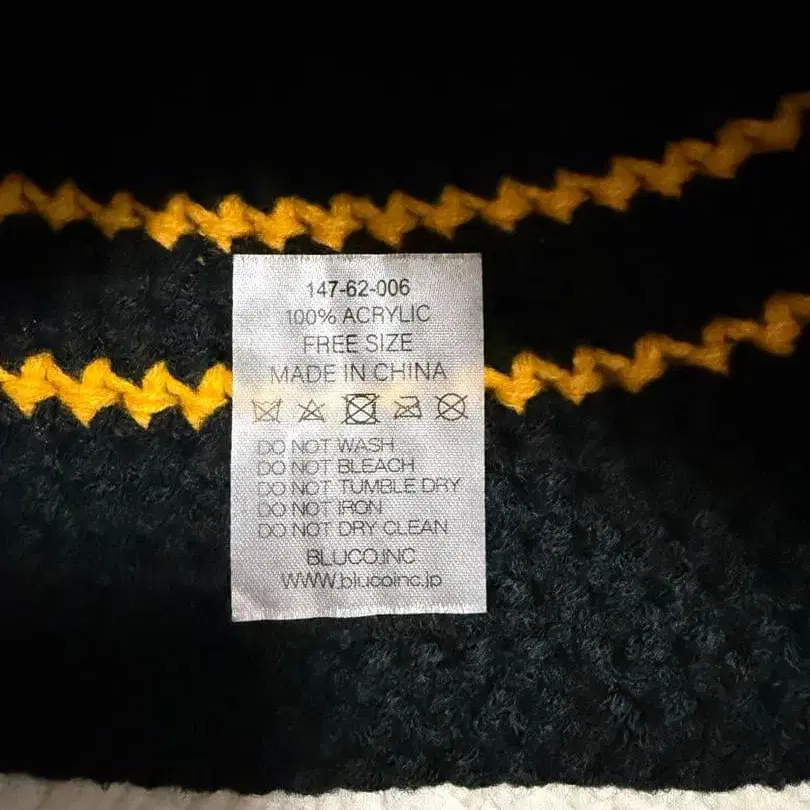 147-62-006
100% ACRYLIC
FREE SIZE
MADE IN CHINA
DO NOT WASH
DO NOT BLEACH
DO NOT TUMBLE DRY
DO NOT IRON
DO NOT DRY CLEAN
BLUCO.INC
WWW.blucoinc.jp